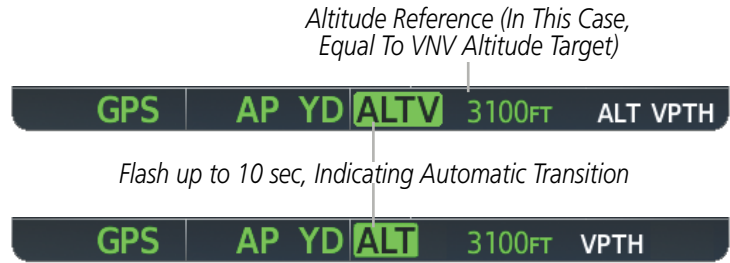 Altitude Reference (In This Case,
Equal To VNV Altitude Target)
GPS AP YD ALTV 3100FT ALT VPTH
Flash up to 10 sec, Indicating Automatic Transition
GPS AP YD ALT 3100FT VPTH